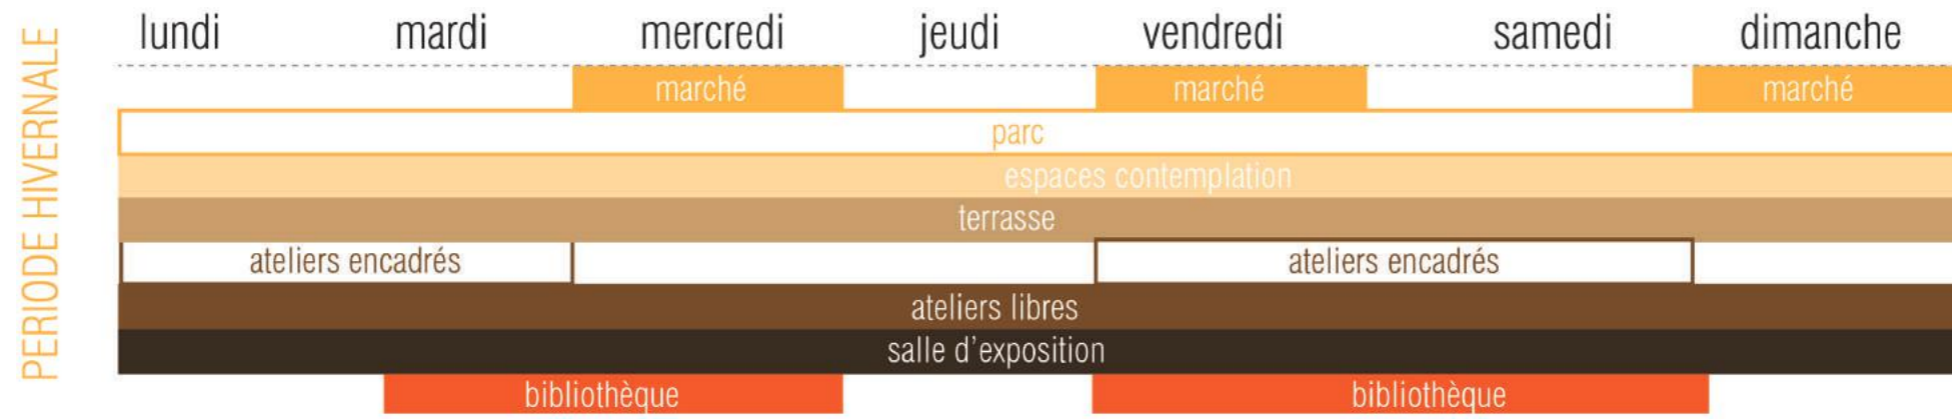 PERIODE HIVERNALE
lundi mardi mercredi jeudi vendredi samedi dimanche
marché marché marché
parc
espaces contemplation
terrasse
ateliers encadrés ateliers encadrés
ateliers libres
salle d'exposition
bibliothèque bibliothèque